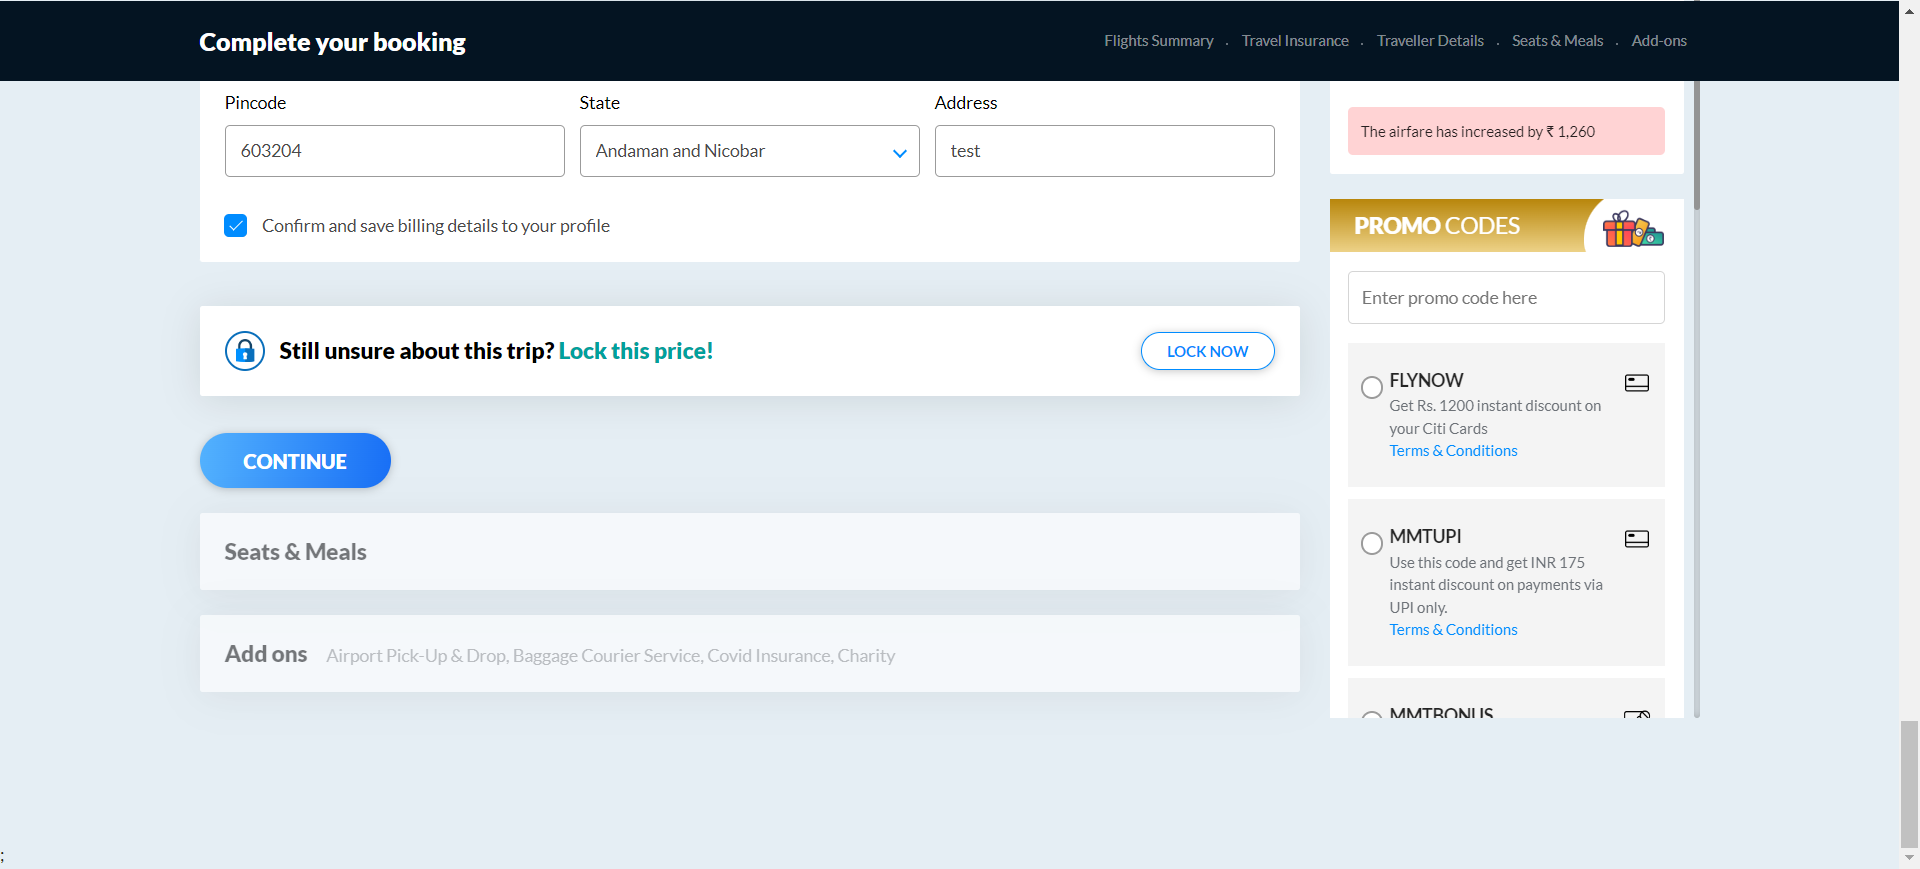 Complete your booking
Flights Summary . Travel Insurance . Traveller Details . Seats & Meals . Add-ons
Pincode
State
Address
603204
Andaman and Nicobar
test
Confirm and save billing details to your profile
Still unsure about this trip? Lock this price!
LOCK NOW
CONTINUE
Seats & Meals
Add ons Airport Pick-Up & Drop, Baggage Courier Service, Covid Insurance, Charity
The airfare has increased by ₹ 1,260
PROMO CODES
Enter promo code here
FLYNOW
Get Rs. 1200 instant discount on
your Citi Cards
Terms & Conditions
MMTUPI
Use this code and get INR 175
instant discount on payments via
UPI only.
Terms & Conditions
MMTBONUS
;